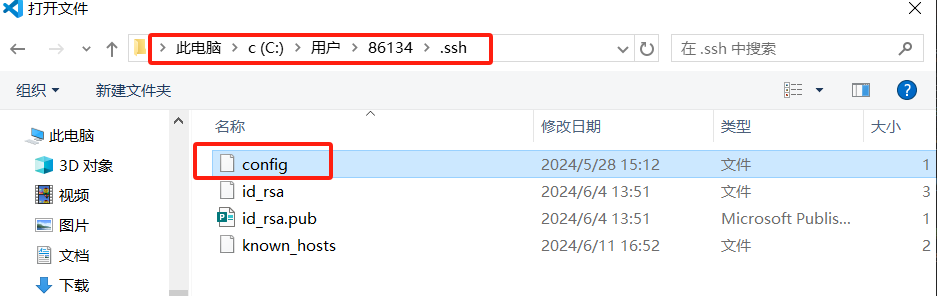 打开文件
此电脑 > c (C:) > 用户 > 86134 > .ssh
在 .ssh 中搜索
组织
新建文件夹
此电脑
3D 对象
视频
图片
文档
下载
名称 修改日期 类型 大小
config 2024/5/28 15:12 文件 1
id_rsa 2024/6/4 13:51 文件 3
id_rsa.pub 2024/6/4 13:51 Microsoft Publis... 1
known_hosts 2024/6/11 16:52 文件 2